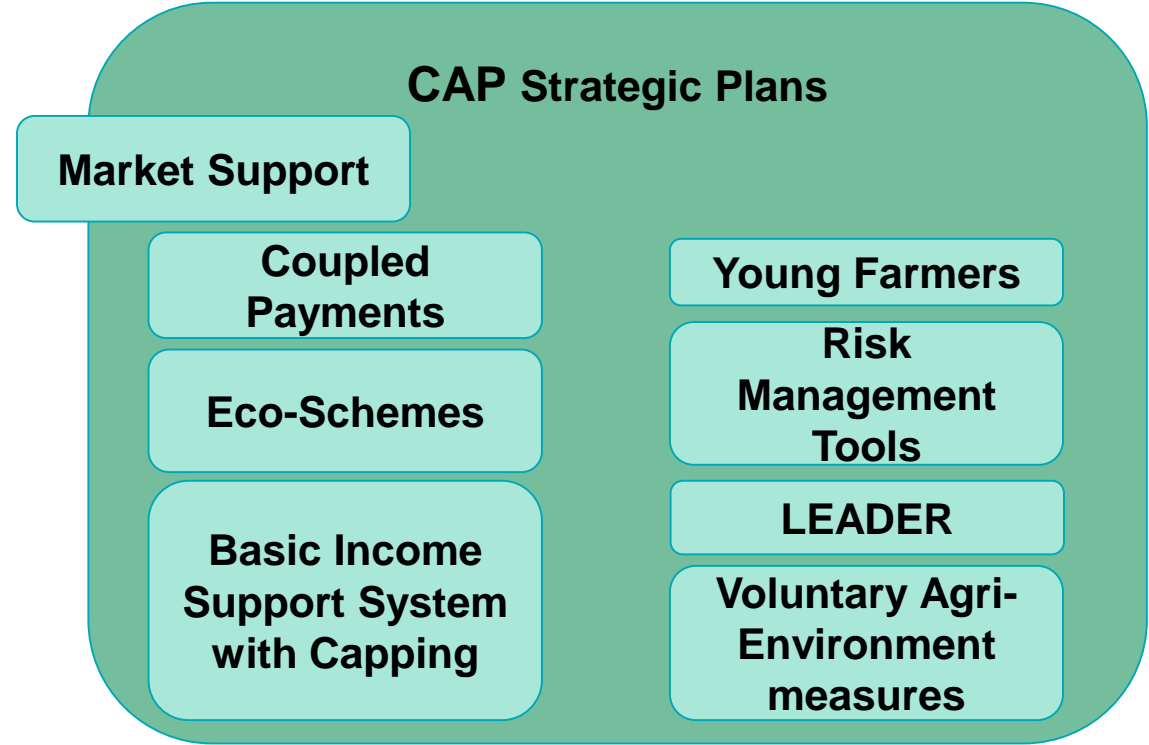 CAP Strategic Plans
Market Support
Coupled
Payments
Eco-Schemes
Basic Income
Support System
with Capping
Young Farmers
Risk
Management
Tools
LEADER
Voluntary Agri-
Environment
measures